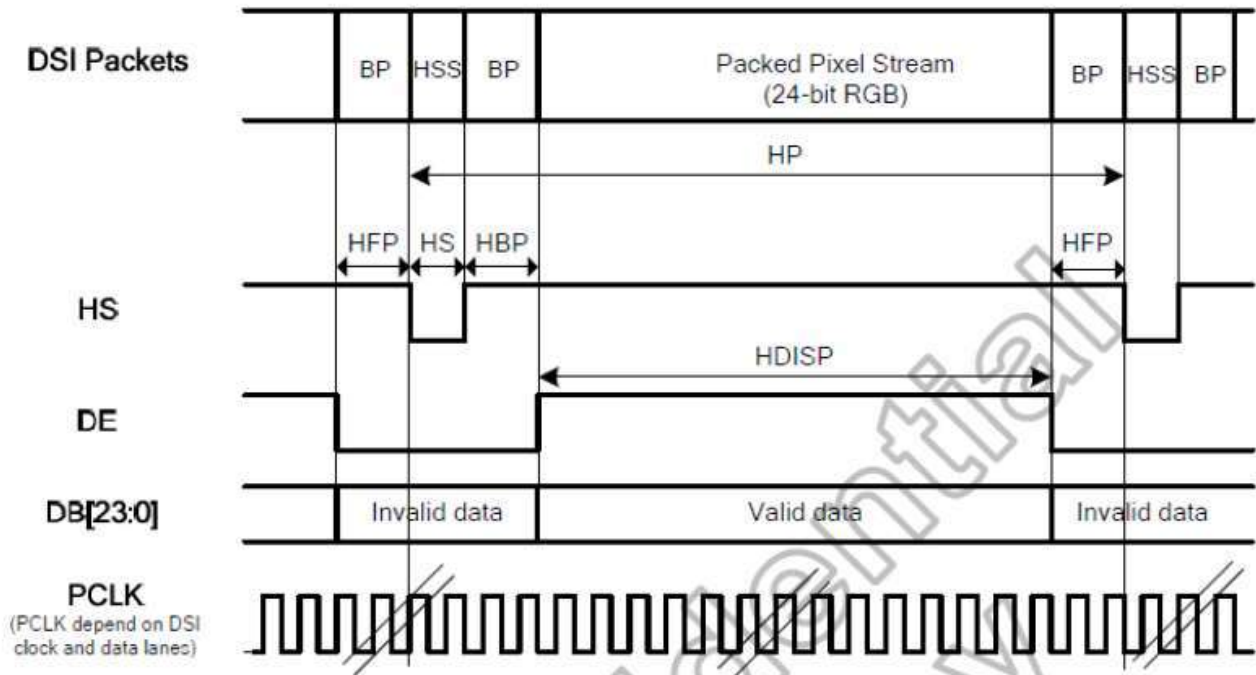 DSI Packets
BP HSS BP Packed Pixel Stream BP HSS BP
(24-bit RGB)
HP
HFP HS HBP HFP
HS
HDISP
DE
DB[23:0] Invalid data Valid data Invalid data
PCLK
(PCLK depend on DSI
clock and data lanes)